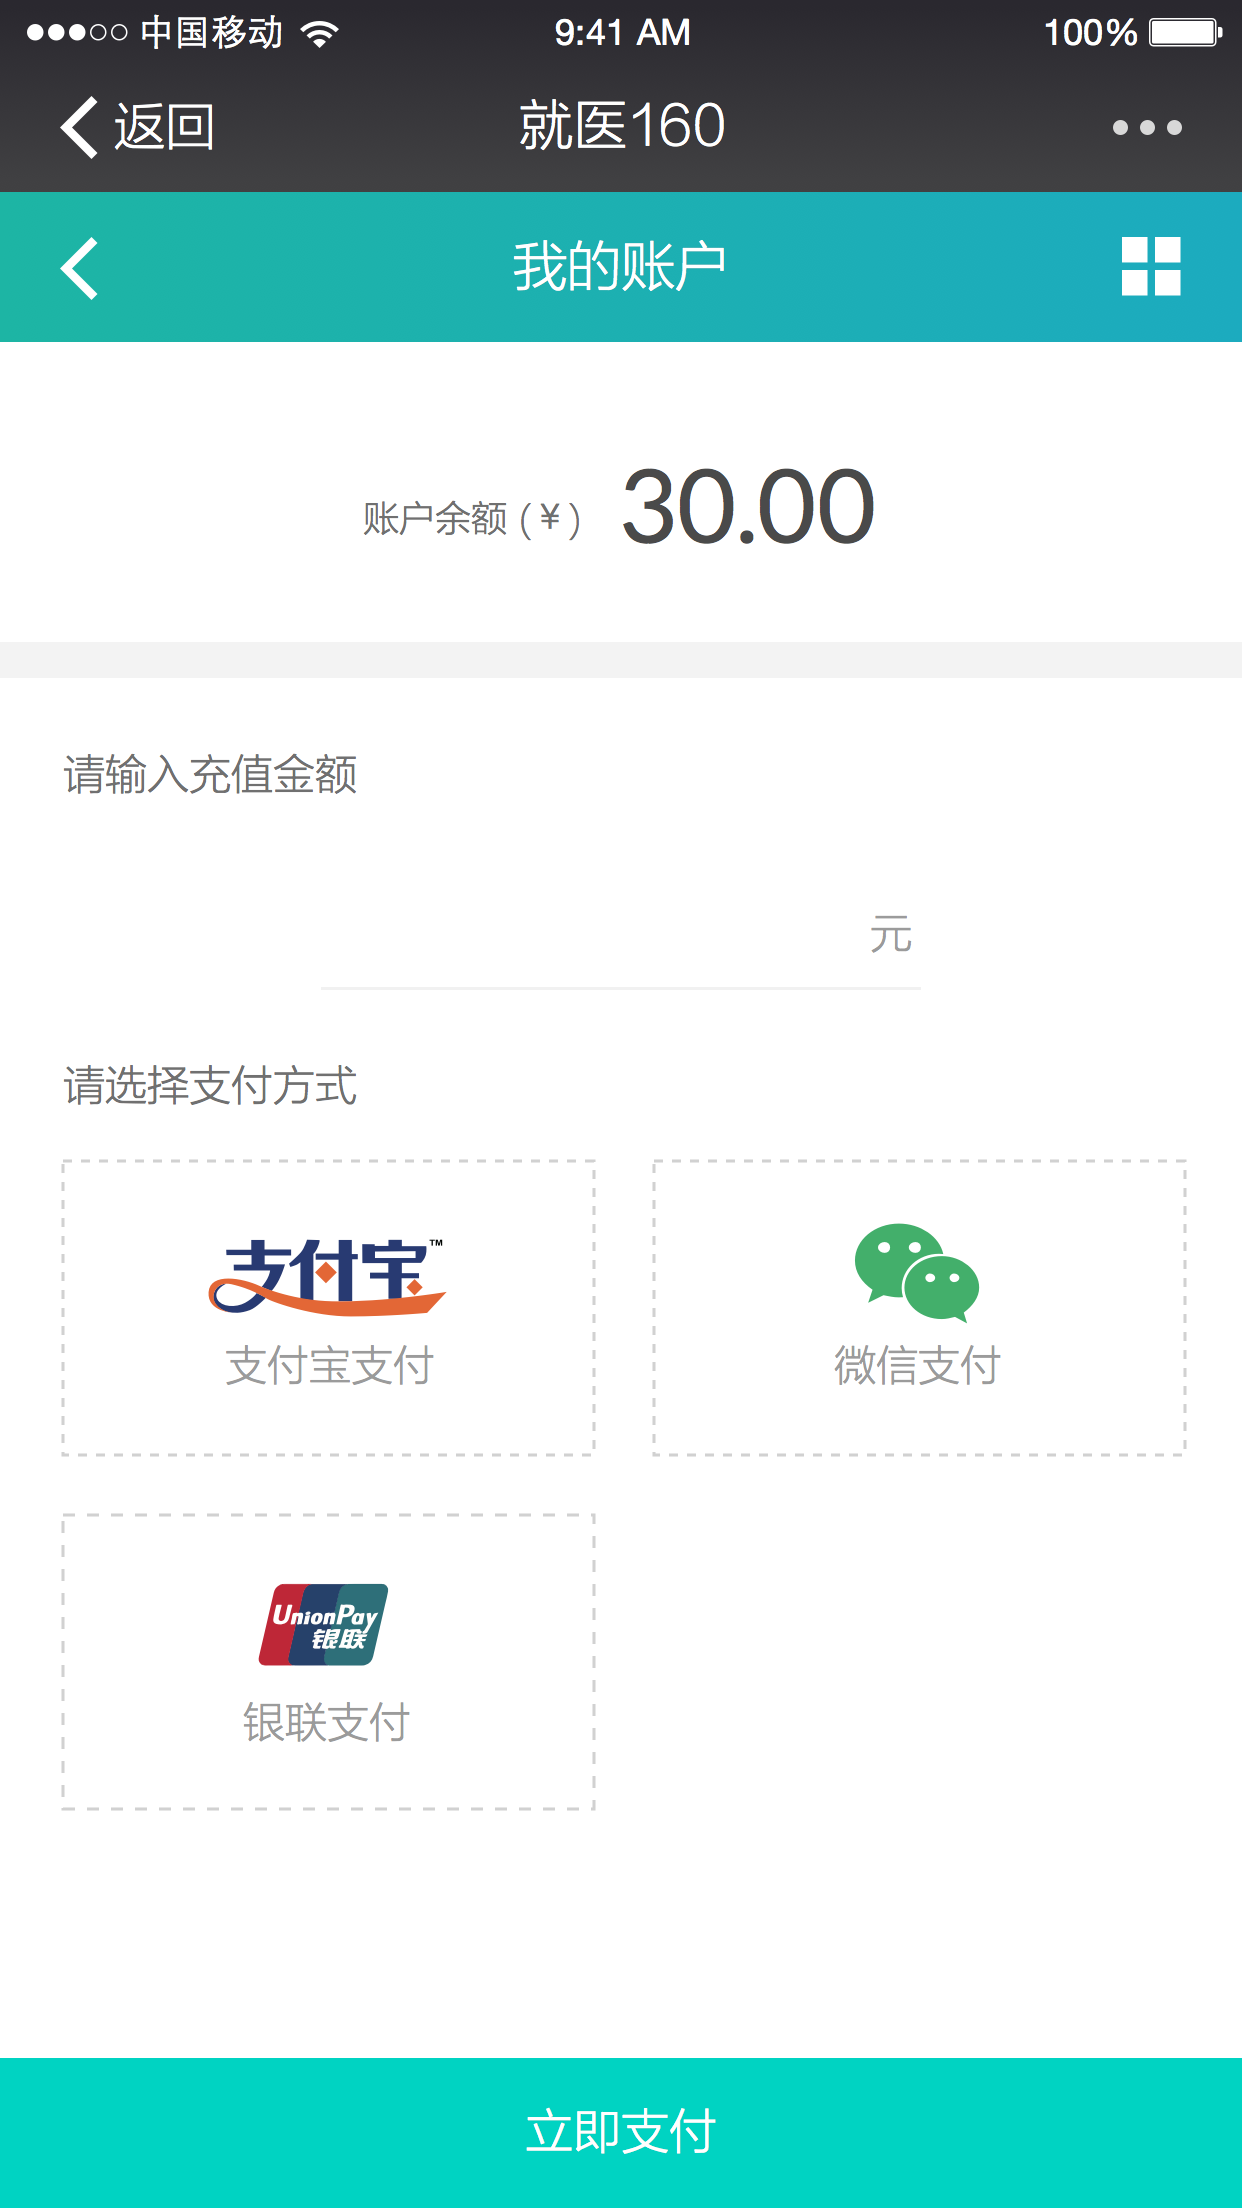 中国移动 9:41 AM 100%
返回 就医160
我的账户
账户余额 (¥) 30.00
请输入充值金额
元
请选择支付方式
支付宝™
支付宝支付 微信支付
UnionPay
银联
银联支付
立即支付